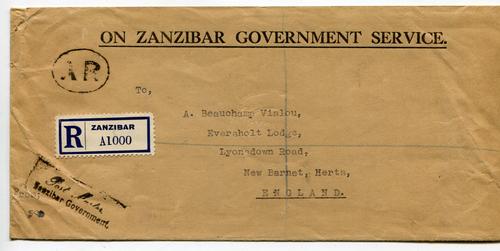 ON ZANZIBAR GOVERNMENT SERVICE.
AR
To,
A. Beauchamp Vialou,
Eversholt Lodge,
Lyonsdown Road,
New Barnet, Herts,
ENGLAND.
R ZANZIBAR
A1000
Zanzibar Government.